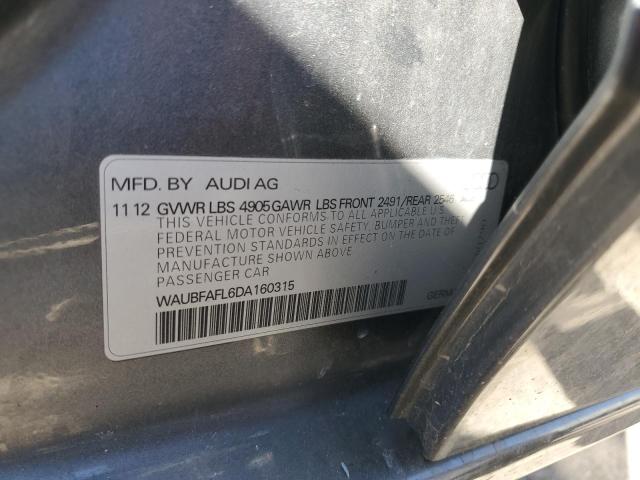 MFD. BY AUDI AG
11 12 GVWR LBS 4905 GAWR LBS FRONT 2491/REAR 2546
THIS VEHICLE CONFORMS TO ALL APPLICABLE U.S.
FEDERAL MOTOR VEHICLE SAFETY, BUMPER AND THEFT
PREVENTION STANDARDS IN EFFECT ON THE DATE OF
MANUFACTURE SHOWN ABOVE
PASSENGER CAR
WAUBFAFL6DA160315